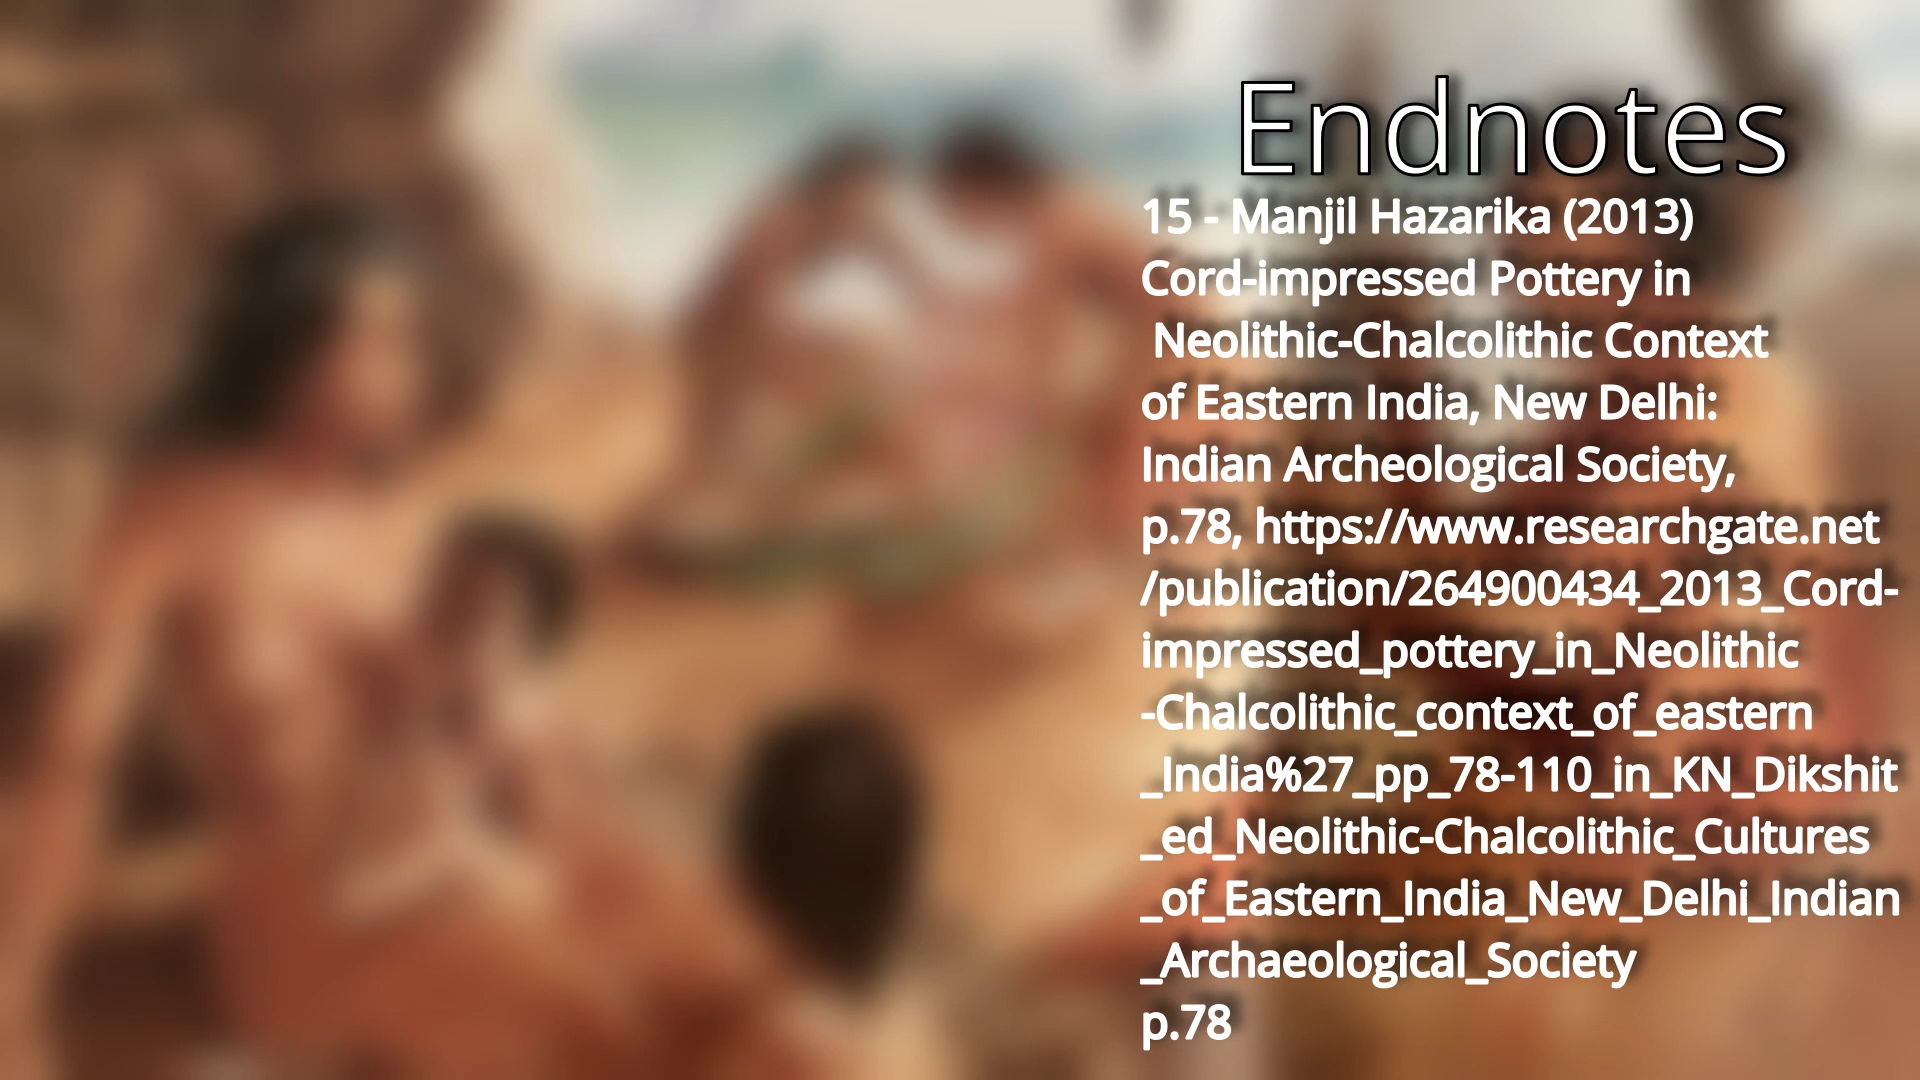 Endnotes
15 - Manjil Hazarika (2013)
Cord-impressed Pottery in
Neolithic-Chalcolithic Context
of Eastern India, New Delhi:
Indian Archeological Society,
p.78, https://www.researchgate.net
/publication/264900434_2013_Cord-
impressed_pottery_in_Neolithic
-Chalcolithic_context_of_eastern
_India%27_pp_78-110_in_KN_Dikshit
_ed_Neolithic-Chalcolithic_Cultures
_of_Eastern_India_New_Delhi_Indian
_Archaeological_Society
p.78